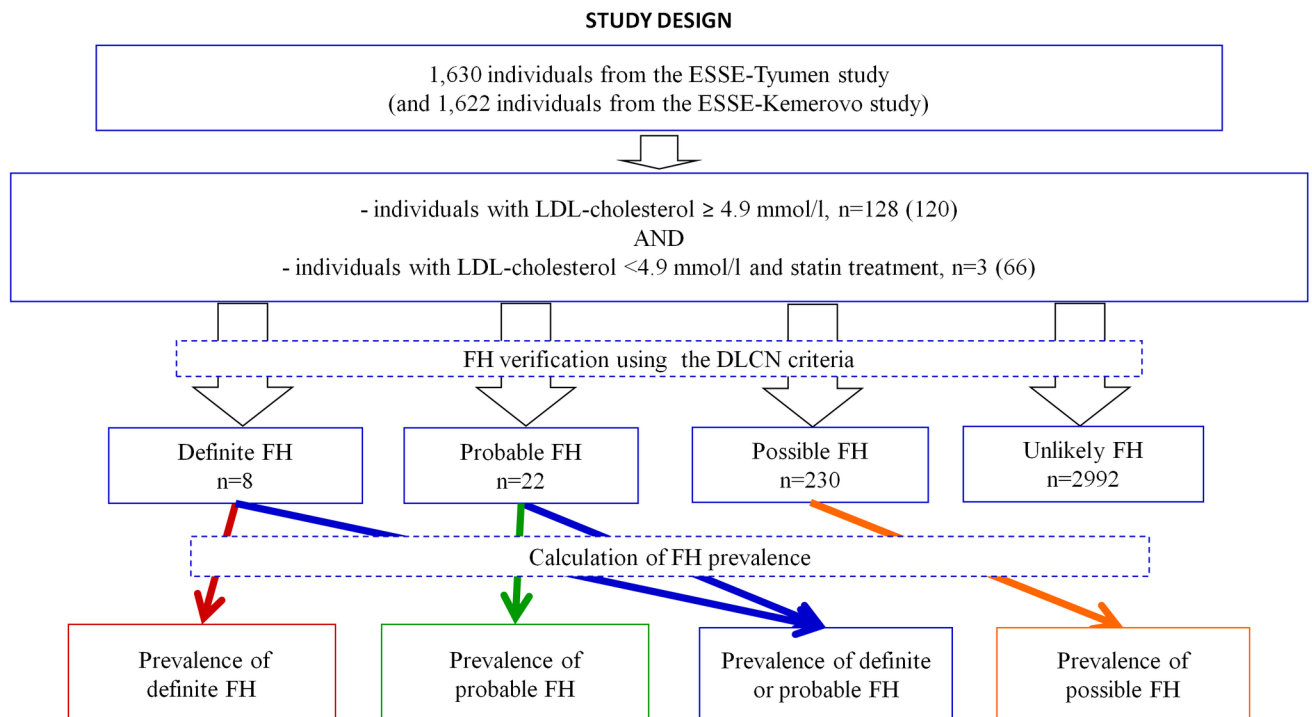 STUDY DESIGN
1,630 individuals from the ESSE-Tyumen study
(and 1,622 individuals from the ESSE-Kemerovo study)
- individuals with LDL-cholesterol ≥ 4.9 mmol/l, n=128 (120)
AND
- individuals with LDL-cholesterol <4.9 mmol/l and statin treatment, n=3 (66)
FH verification using the DLCN criteria
Definite FH
n=8
Probable FH
n=22
Possible FH
n=230
Unlikely FH
n=2992
Calculation of FH prevalence
Prevalence of
definite FH
Prevalence of
probable FH
Prevalence of definite
or probable FH
Prevalence of
possible FH